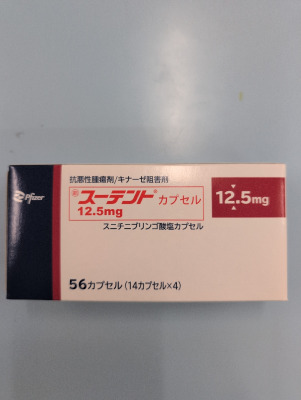 抗悪性腫瘍剤/キナーゼ阻害剤
スーテント® カプセル
12.5mg
12.5mg
スニチニブリンゴ酸塩カプセル
Pfizer
56カプセル(14カプセル×4)